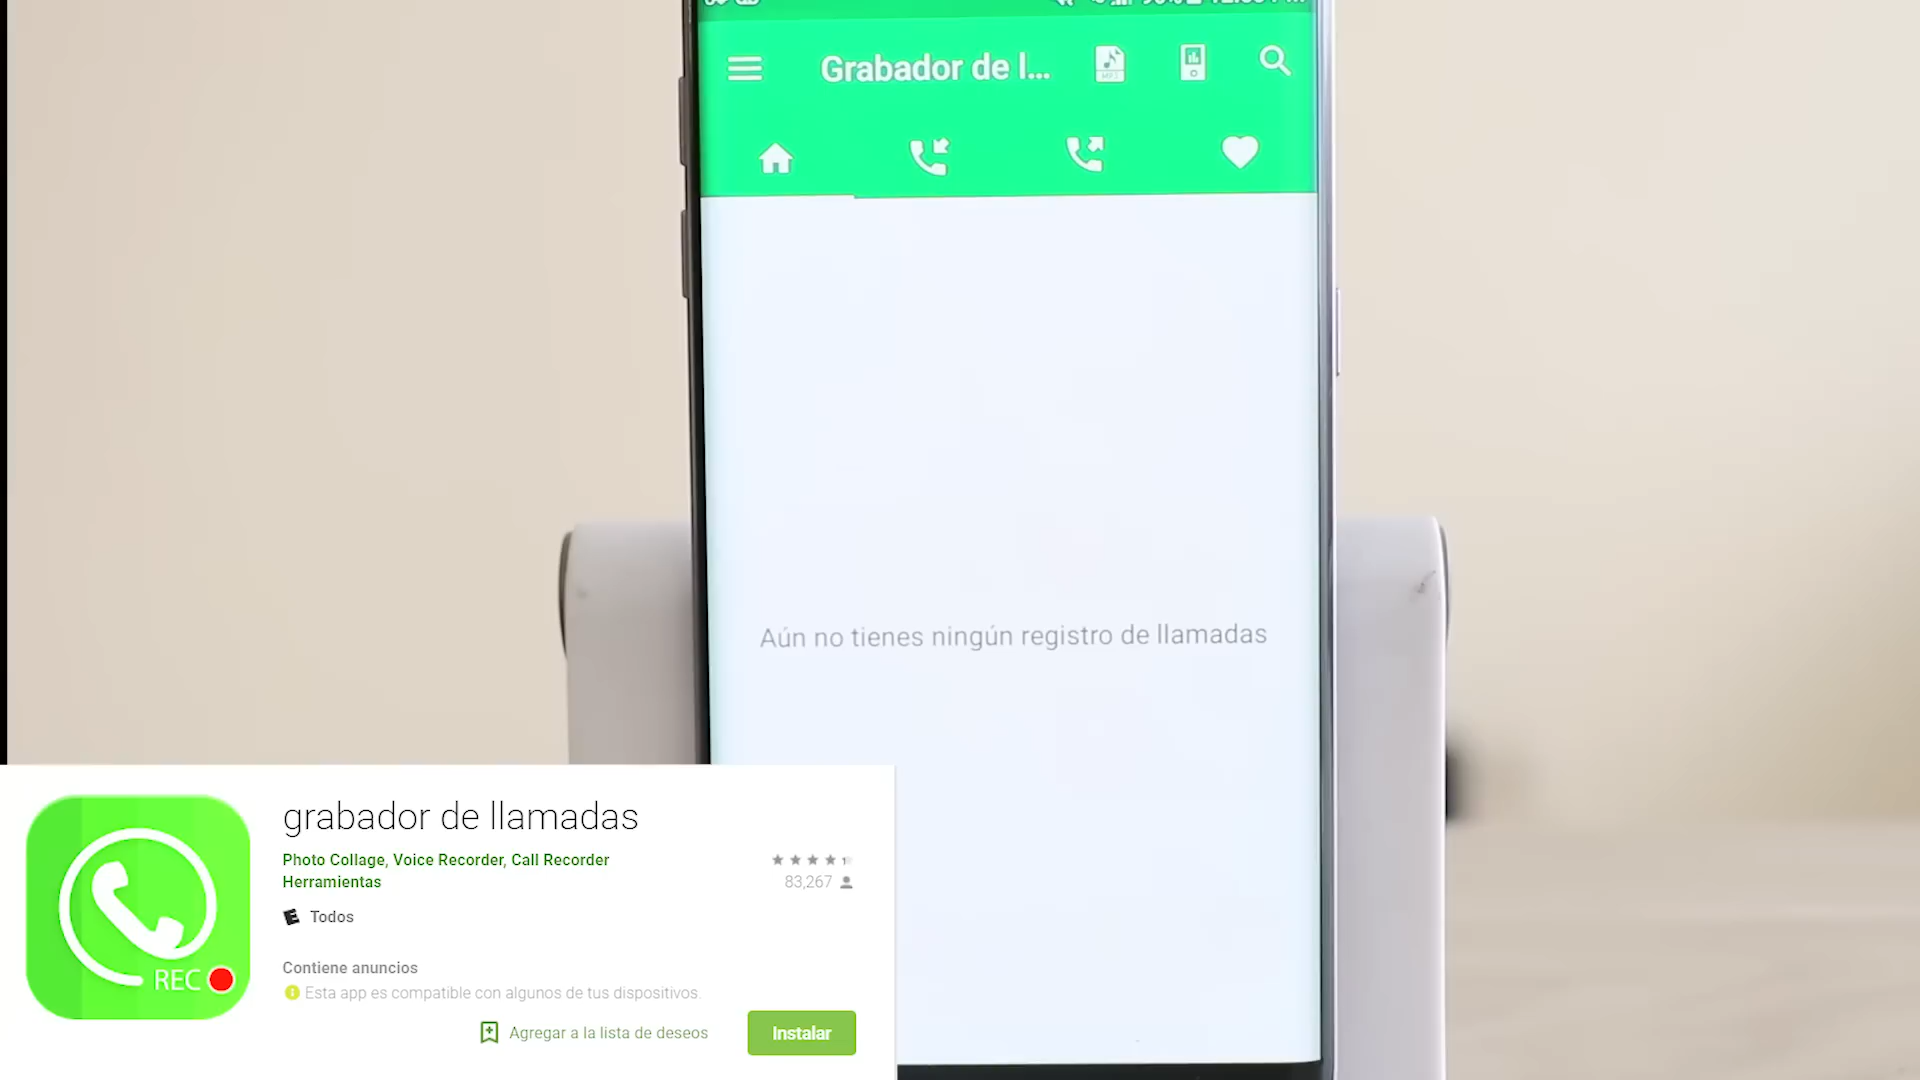 Grabador de l...
MP3
Aún no tienes ningún registro de llamadas
grabador de llamadas
Photo Collage, Voice Recorder, Call Recorder
Herramientas
83,267
E Todos
Contiene anuncios
Esta app es compatible con algunos de tus dispositivos.
REC
Agregar a la lista de deseos
Instalar